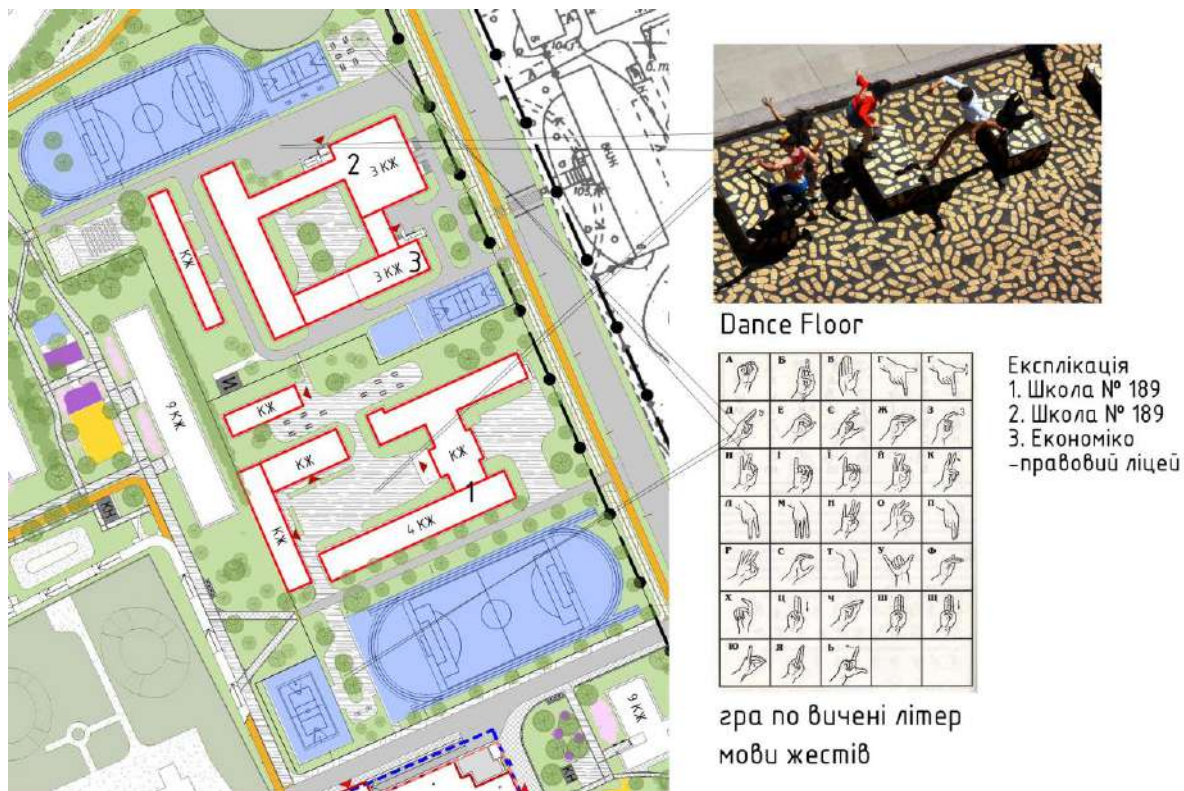 2
3 КЖ
3 КЖ
3
КЖ
9 КЖ
КЖ
КЖ
КЖ
КЖ
1
4 КЖ
КН
9 КЖ
КН
Dance Floor
А Б В Г Ґ
Д Е Є Ж З
И І Ї Й К
Л М Н О П
Р С Т У Ф
Х Ц Ч Ш Щ
Ю Я Ь
Експлікація
1. Школа № 189
2. Школа № 189
3. Економіко
-правовий ліцей
гра по вичені літер
мови жестів